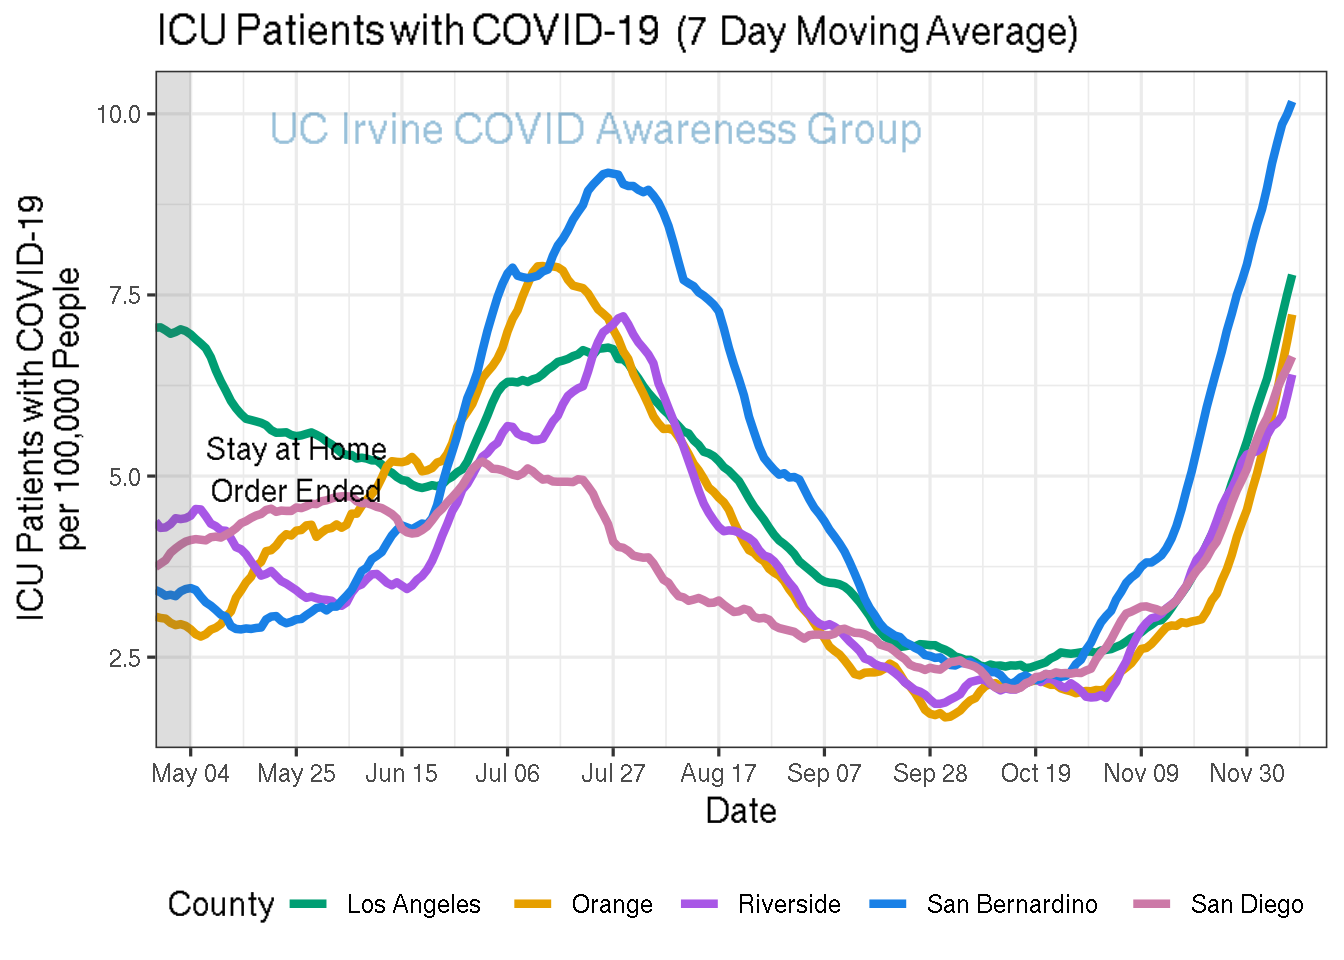 ICU Patients with COVID-19 (7 Day Moving Average)
UC Irvine COVID Awareness Group
ICU Patients with COVID-19
per 100,000 People
10.0
7.5
5.0
2.5
Stay at Home
Order Ended
May 04 May 25 Jun 15 Jul 06 Jul 27 Aug 17 Sep 07 Sep 28 Oct 19 Nov 09 Nov 30
Date
County Los Angeles Orange Riverside San Bernardino San Diego